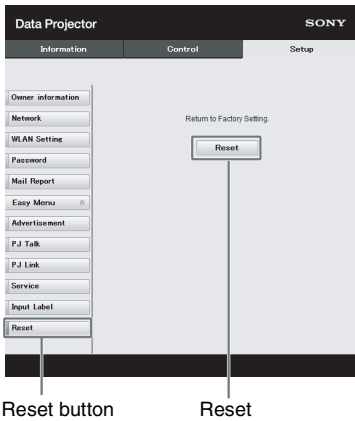 Data Projector
SONY
Information
Control
Setup
Owner information
Network
WLAN Setting
Password
Mail Report
Easy Menu
Advertisement
PJ Talk
PJ Link
Service
Input Label
Reset
Return to Factory Setting.
Reset
Reset button
Reset